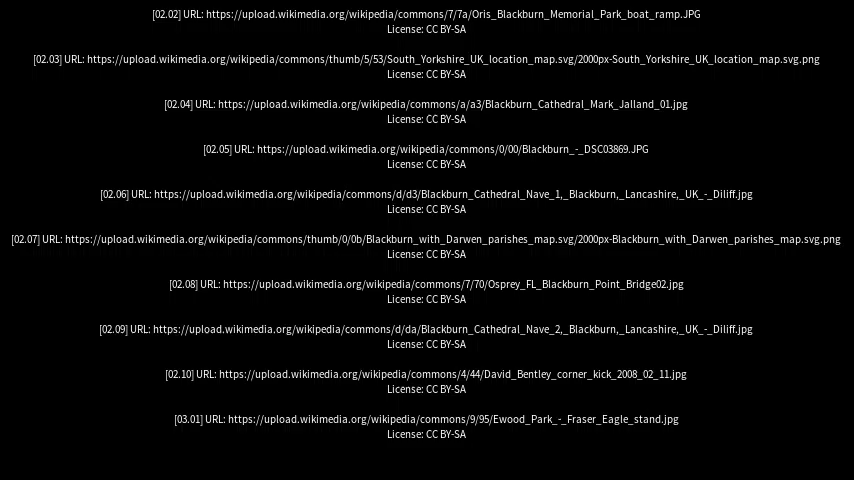 [02.02] URL: https://upload.wikimedia.org/wikipedia/commons/7/7a/Oris_Blackburn_Memorial_Park_boat_ramp.JPG
License: CC BY-SA
[02.03] URL: https://upload.wikimedia.org/wikipedia/commons/thumb/5/53/South_Yorkshire_UK_location_map.svg/2000px-South_Yorkshire_UK_location_map.svg.png
License: CC BY-SA
[02.04] URL: https://upload.wikimedia.org/wikipedia/commons/a/a3/Blackburn_Cathedral_Mark_Jalland_01.jpg
License: CC BY-SA
[02.05] URL: https://upload.wikimedia.org/wikipedia/commons/0/00/Blackburn_-_DSC03869.JPG
License: CC BY-SA
[02.06] URL: https://upload.wikimedia.org/wikipedia/commons/d/d3/Blackburn_Cathedral_Nave_1,_Blackburn,_Lancashire,_UK_-_Diliff.jpg
License: CC BY-SA
[02.07] URL: https://upload.wikimedia.org/wikipedia/commons/thumb/0/0b/Blackburn_with_Darwen_parishes_map.svg/2000px-Blackburn_with_Darwen_parishes_map.svg.png
License: CC BY-SA
[02.08] URL: https://upload.wikimedia.org/wikipedia/commons/7/70/Osprey_FL_Blackburn_Point_Bridge02.jpg
License: CC BY-SA
[02.09] URL: https://upload.wikimedia.org/wikipedia/commons/d/da/Blackburn_Cathedral_Nave_2,_Blackburn,_Lancashire,_UK_-_Diliff.jpg
License: CC BY-SA
[02.10] URL: https://upload.wikimedia.org/wikipedia/commons/4/44/David_Bentley_corner_kick_2008_02_11.jpg
License: CC BY-SA
[03.01] URL: https://upload.wikimedia.org/wikipedia/commons/9/95/Ewood_Park_-_Fraser_Eagle_stand.jpg
License: CC BY-SA